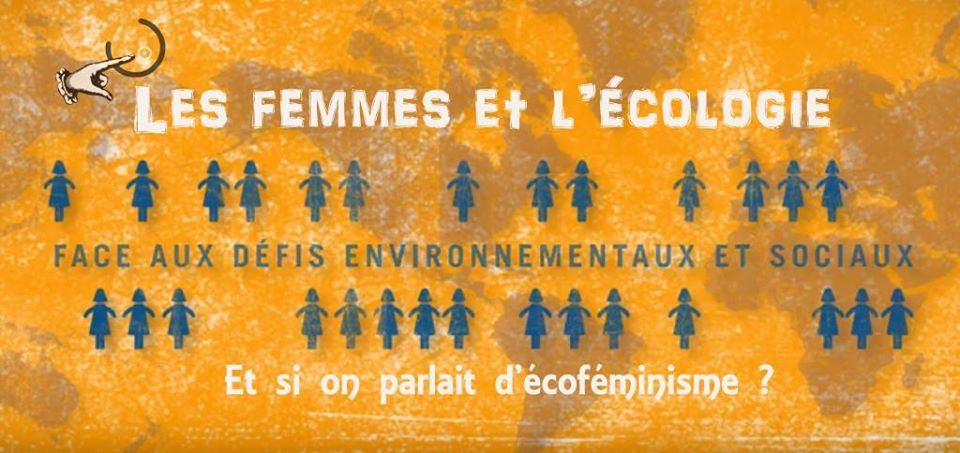 Les femmes et l'écologie
FACE AUX DÉFIS ENVIRONNEMENTAUX ET SOCIAUX
Et si on parlait d'écoféminisme ?